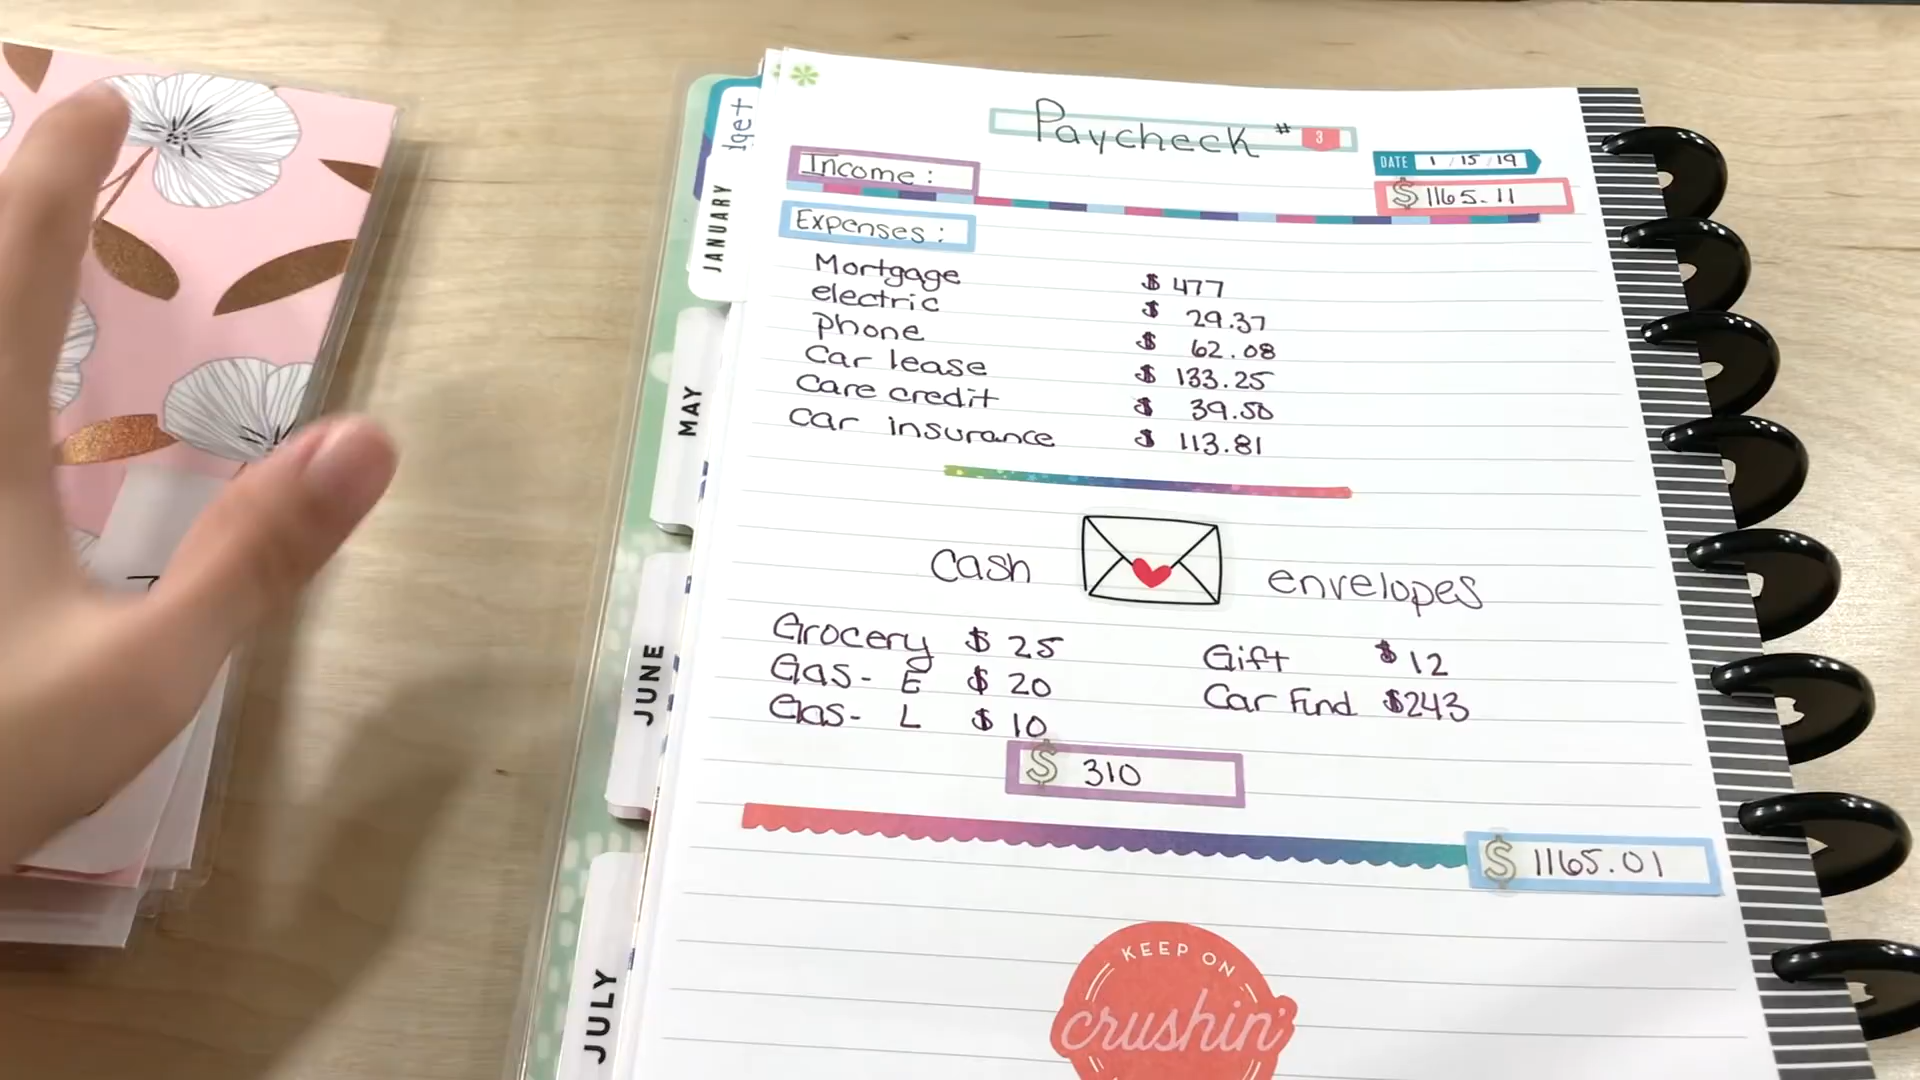 Paycheck # 3
DATE 1/15/19
Income:
$ 1165.11
Expenses:
Mortgage $ 477
electric $ 29.37
phone $ 62.08
Car lease $ 133.25
Care credit $ 39.50
Car insurance $ 113.81
cash envelopes
Grocery $ 25
Gas- E $ 20
Gas- L $ 10
Gift $ 12
Car Fund $243
$ 310
$ 1165.01
KEEP ON
crushin'
JANUARY
MAY
JUNE
JULY